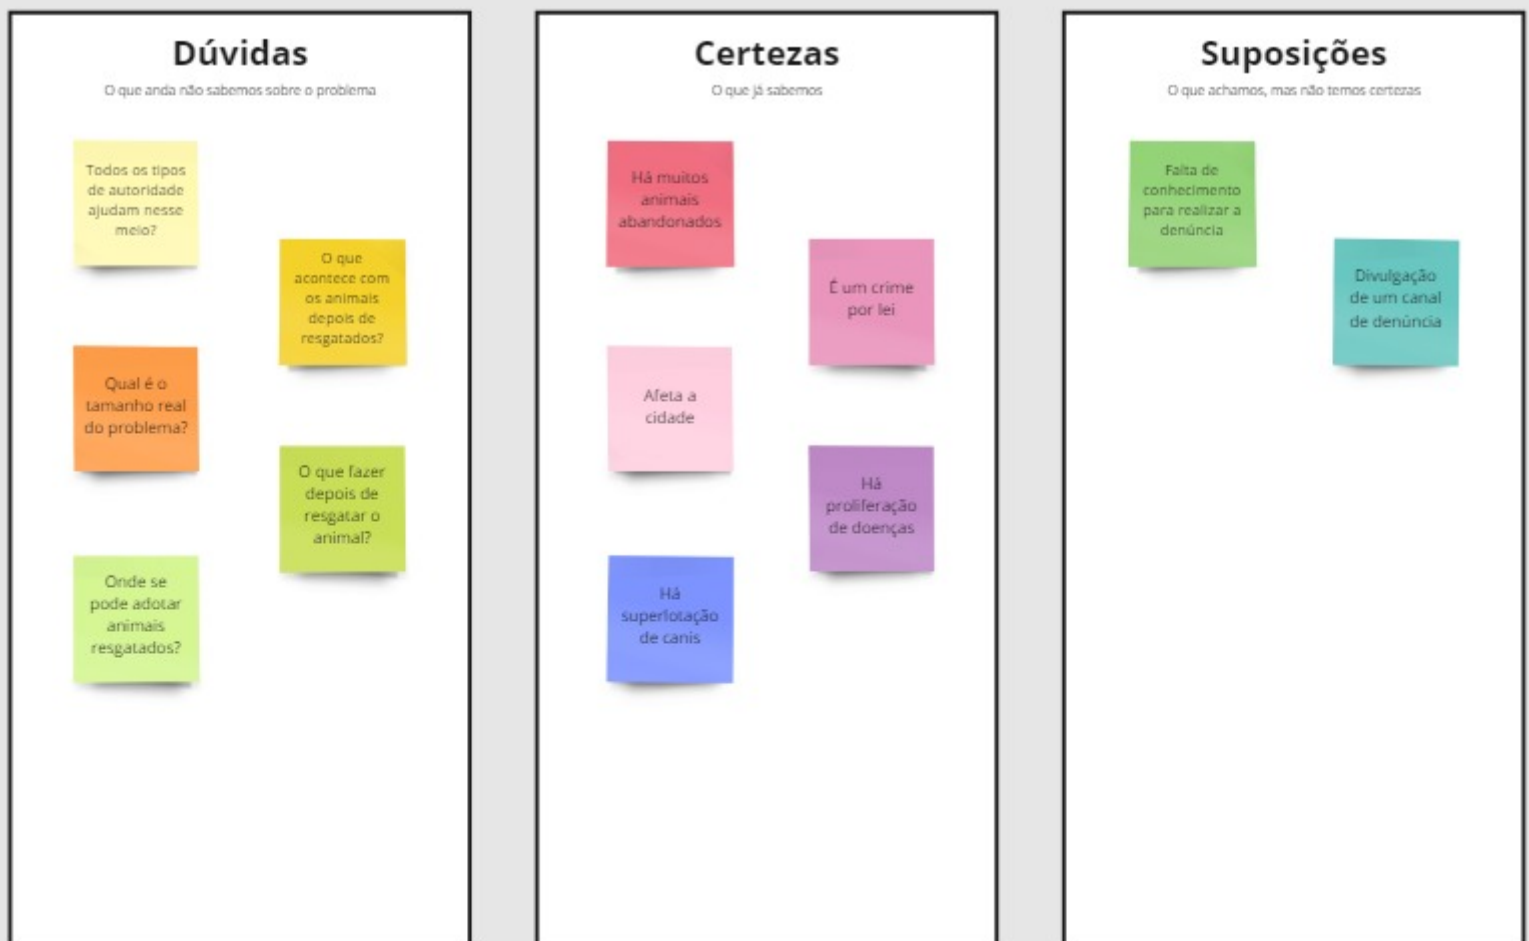 Dúvidas
O que anda não sabemos sobre o problema
Todos os tipos
de autoridade
ajudam nesse
meio?
O que
acontece com
os animais
depois de
resgatados?
Qual é o
tamanho real
do problema?
O que fazer
depois de
resgatar o
animal?
Onde se
pode adotar
animais
resgatados?
Certezas
O que já sabemos
Há muitos
animais
abandonados
É um crime
por lei
Afeta a
cidade
Há
proliferação
de doenças
Há
superlotação
de canis
Suposições
O que achamos, mas não temos certezas
Falta de
conhecimento
para realizar a
denúncia
Divulgação
de um canal
de denúncia